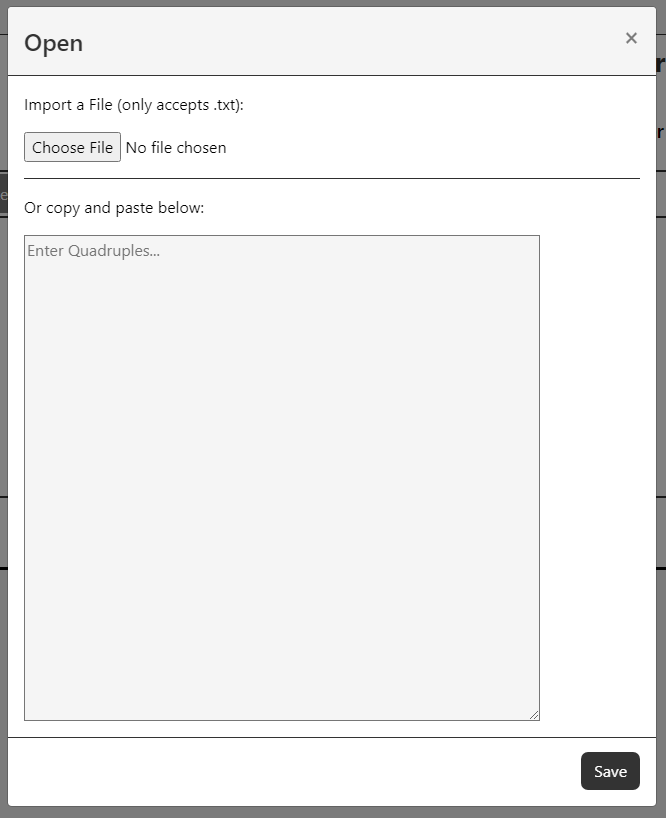 Open
×
Import a File (only accepts .txt):
Choose File No file chosen
Or copy and paste below:
Enter Quadruples...
Save